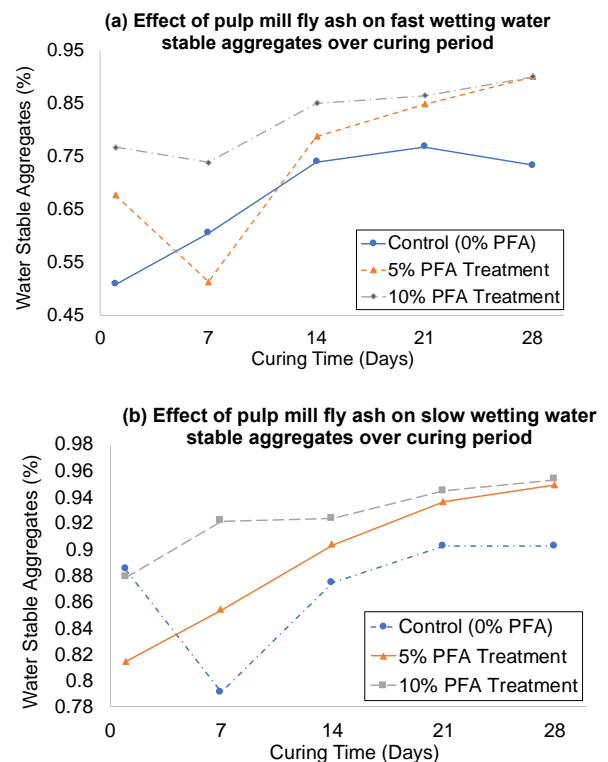 (a) Effect of pulp mill fly ash on fast wetting water
stable aggregates over curing period
Water Stable Aggregates (%)
0.95
0.85
0.75
0.65
0.55
0.45
Control (0% PFA)
5% PFA Treatment
10% PFA Treatment
0 7 14 21 28
Curing Time (Days)
(b) Effect of pulp mill fly ash on slow wetting water
stable aggregates over curing period
Water Stable Aggregates (%)
0.98
0.96
0.94
0.92
0.9
0.88
0.86
0.84
0.82
0.8
0.78
Control (0% PFA)
5% PFA Treatment
10% PFA Treatment
0 7 14 21 28
Curing Time (Days)